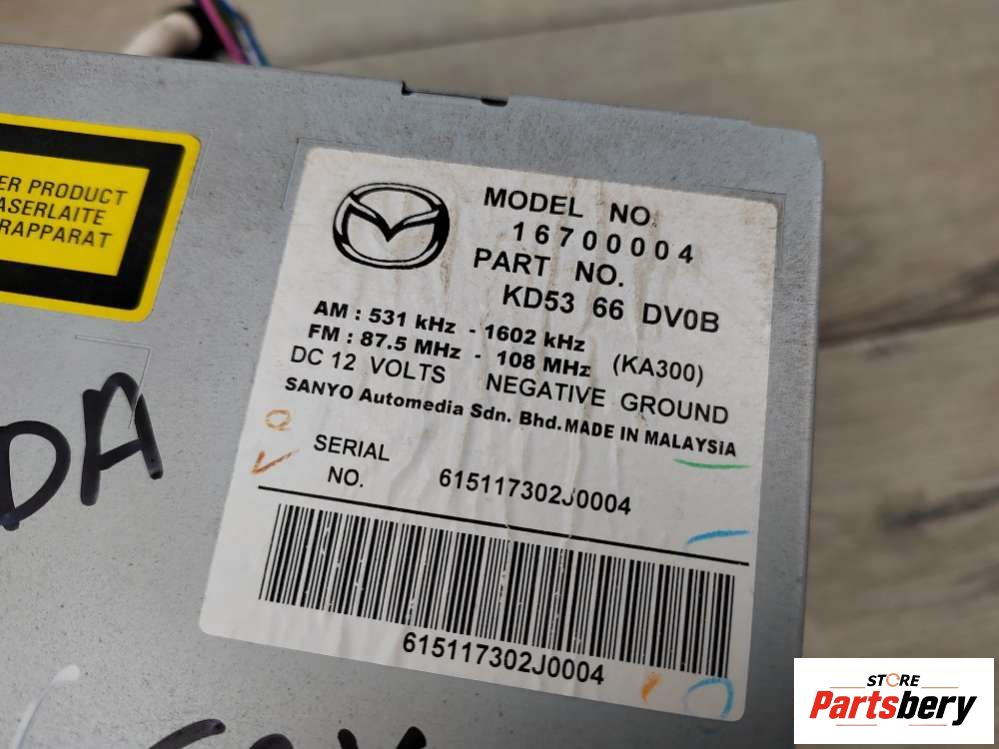 ER PRODUCT
ASERLAITE
RAPPARAT
DA
MODEL NO.
16700004
PART NO.
KD53 66 DV0B
AM : 531 kHz - 1602 kHz
FM : 87.5 MHz - 108 MHz (KA300)
DC 12 VOLTS NEGATIVE GROUND
SANYO Automedia Sdn. Bhd. MADE IN MALAYSIA
SERIAL
NO. 615117302J0004
615117302J0004
STORE
Partsbery